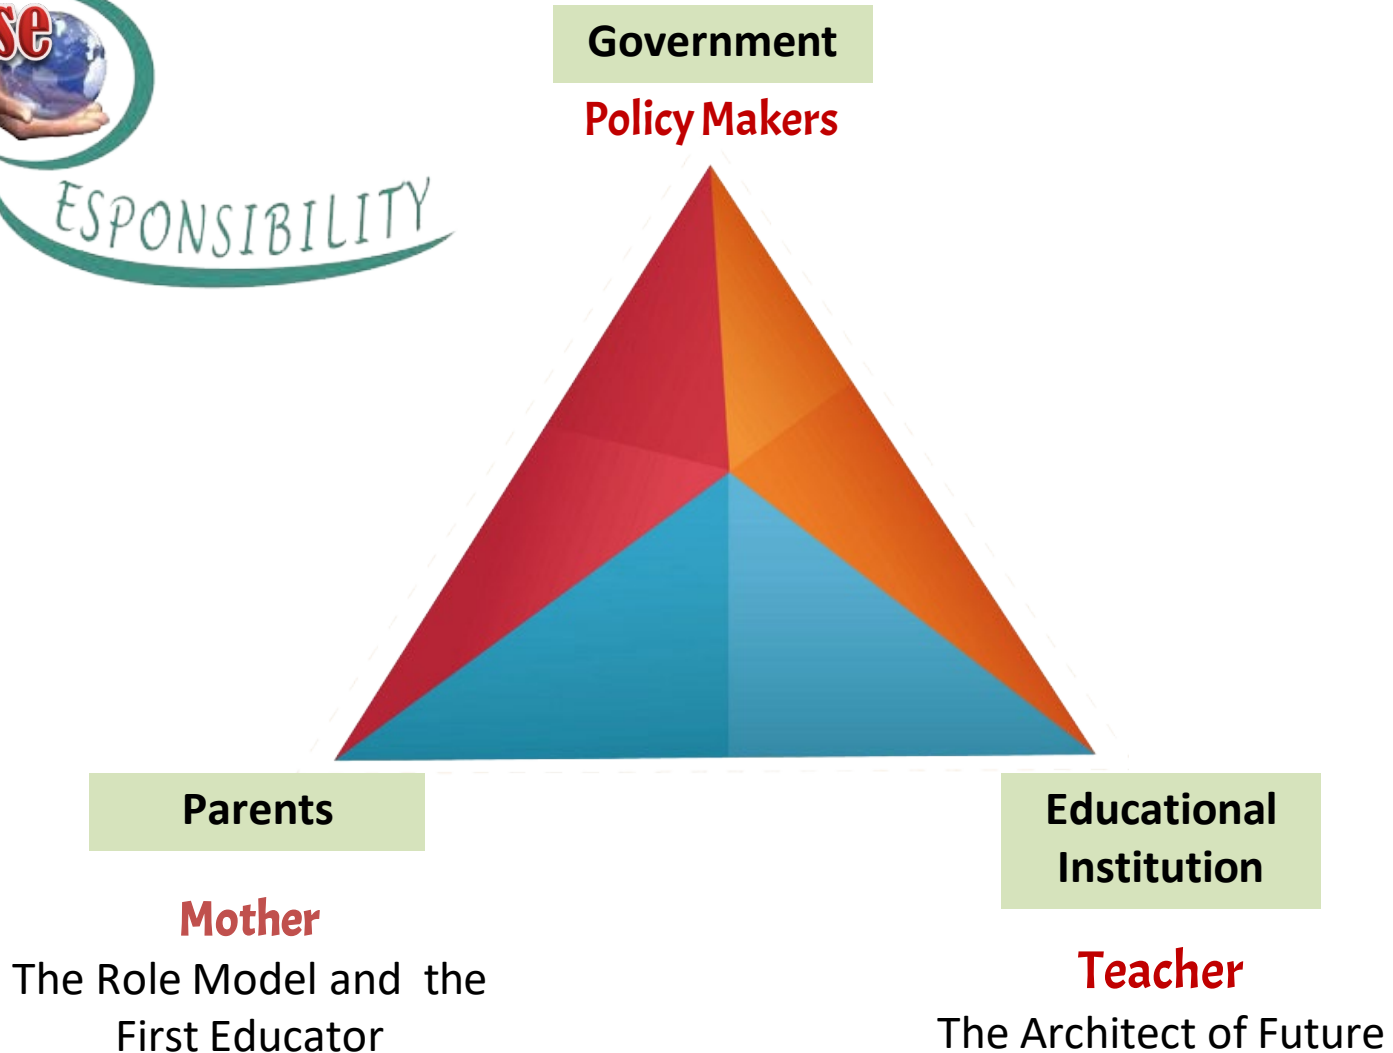 se
ESPONSIBILITY
Government
Policy Makers
Parents
Mother
The Role Model and the
First Educator
Educational
Institution
Teacher
The Architect of Future